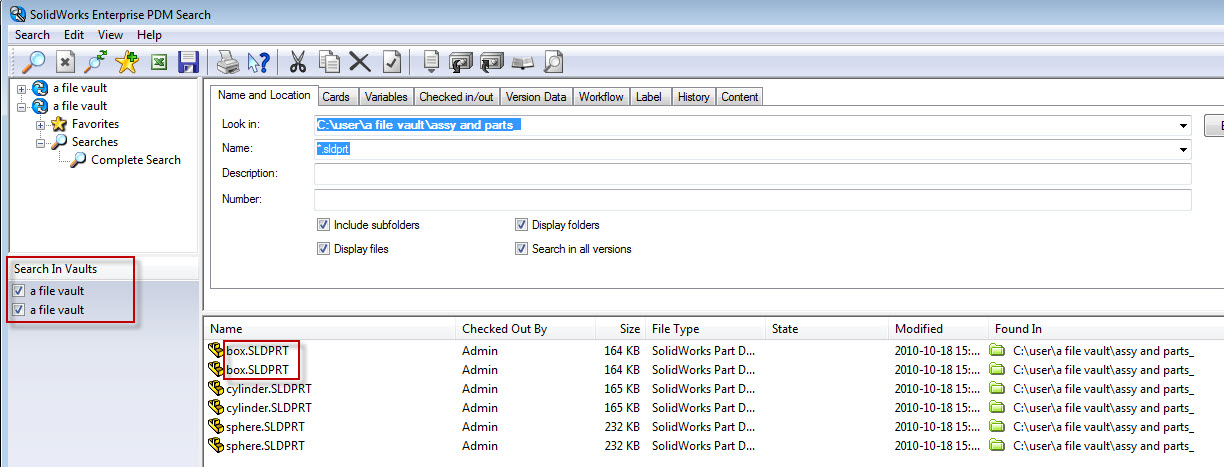 SolidWorks Enterprise PDM Search
Search Edit View Help
a file vault
a file vault
Favorites
Searches
Complete Search
Search In Vaults
a file vault
a file vault
Name and Location Cards Variables Checked in/out Version Data Workflow Label History Content
Look in: C:\user\a file vault\assy and parts_
Name: *.sldprt
Description:
Number:
Include subfolders Display folders
Display files Search in all versions
Name Checked Out By Size File Type State Modified Found In
box.SLDPRT Admin 164 KB SolidWorks Part D... 2010-10-18 15:... C:\user\a file vault\assy and parts_
box.SLDPRT Admin 164 KB SolidWorks Part D... 2010-10-18 15:... C:\user\a file vault\assy and parts_
cylinder.SLDPRT Admin 165 KB SolidWorks Part D... 2010-10-18 15:... C:\user\a file vault\assy and parts_
cylinder.SLDPRT Admin 165 KB SolidWorks Part D... 2010-10-18 15:... C:\user\a file vault\assy and parts_
sphere.SLDPRT Admin 232 KB SolidWorks Part D... 2010-10-18 15:... C:\user\a file vault\assy and parts_
sphere.SLDPRT Admin 232 KB SolidWorks Part D... 2010-10-18 15:... C:\user\a file vault\assy and parts_